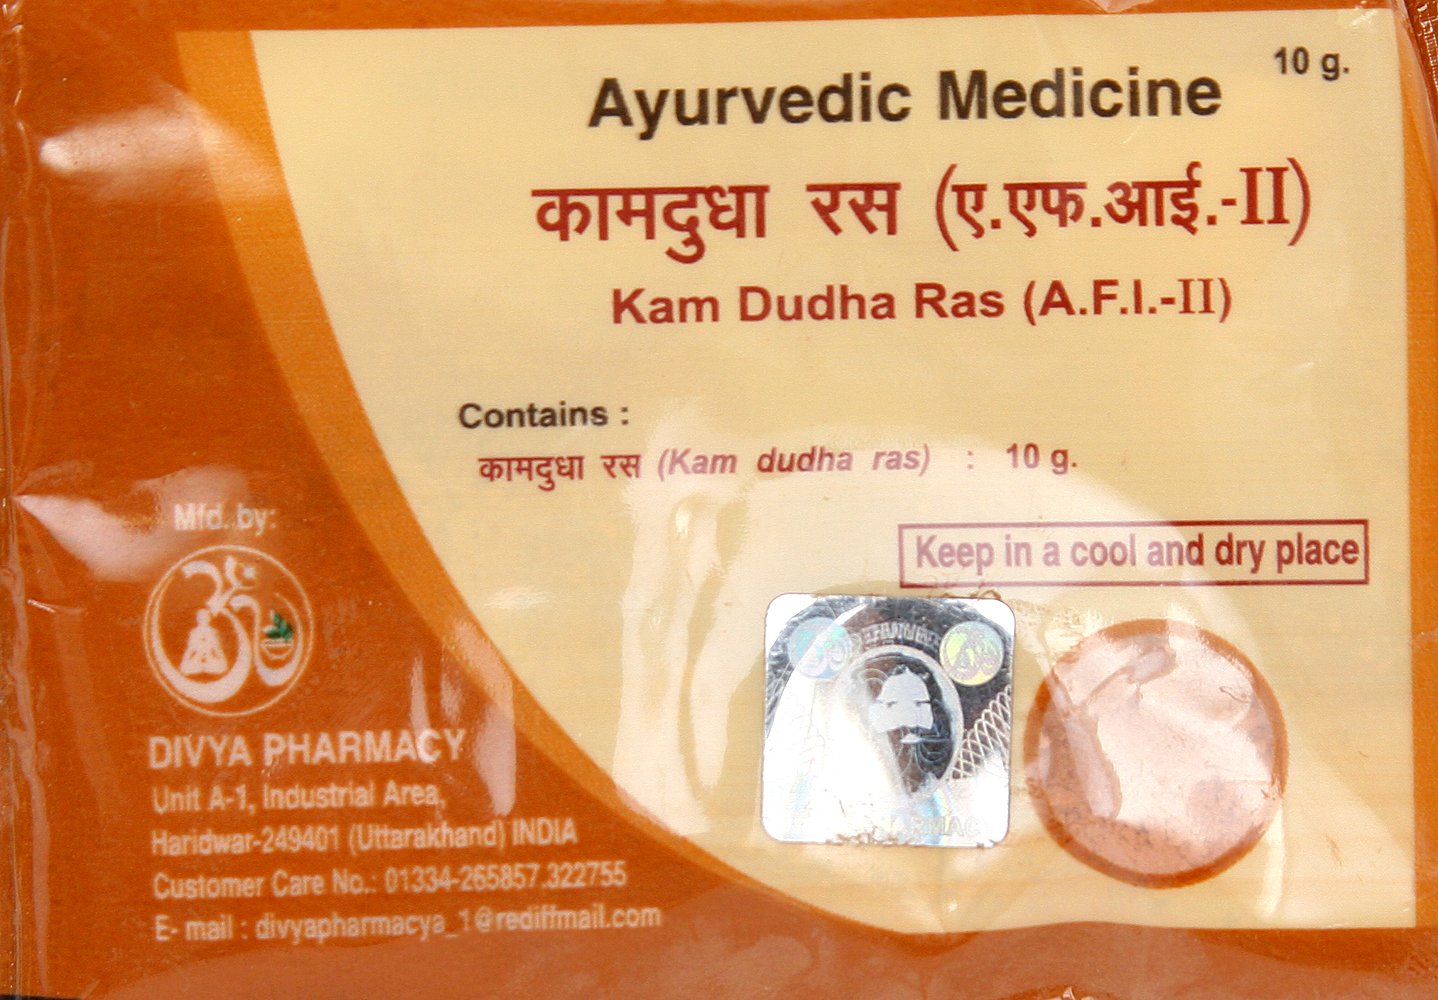 10 g.
Ayurvedic Medicine
कामदुधा रस (ए.एफ.आई.-II)
Kam Dudha Ras (A.F.I.-II)
Contains :
कामदुधा रस (Kam dudha ras) : 10 g.
Keep in a cool and dry place
Mfd. by:
DIVYA PHARMACY
Unit A-1, Industrial Area,
Haridwar-249401 (Uttarakhand) INDIA
Customer Care No.: 01334-265857.322755
E- mail : divyapharmacya_1@rediffmail.com